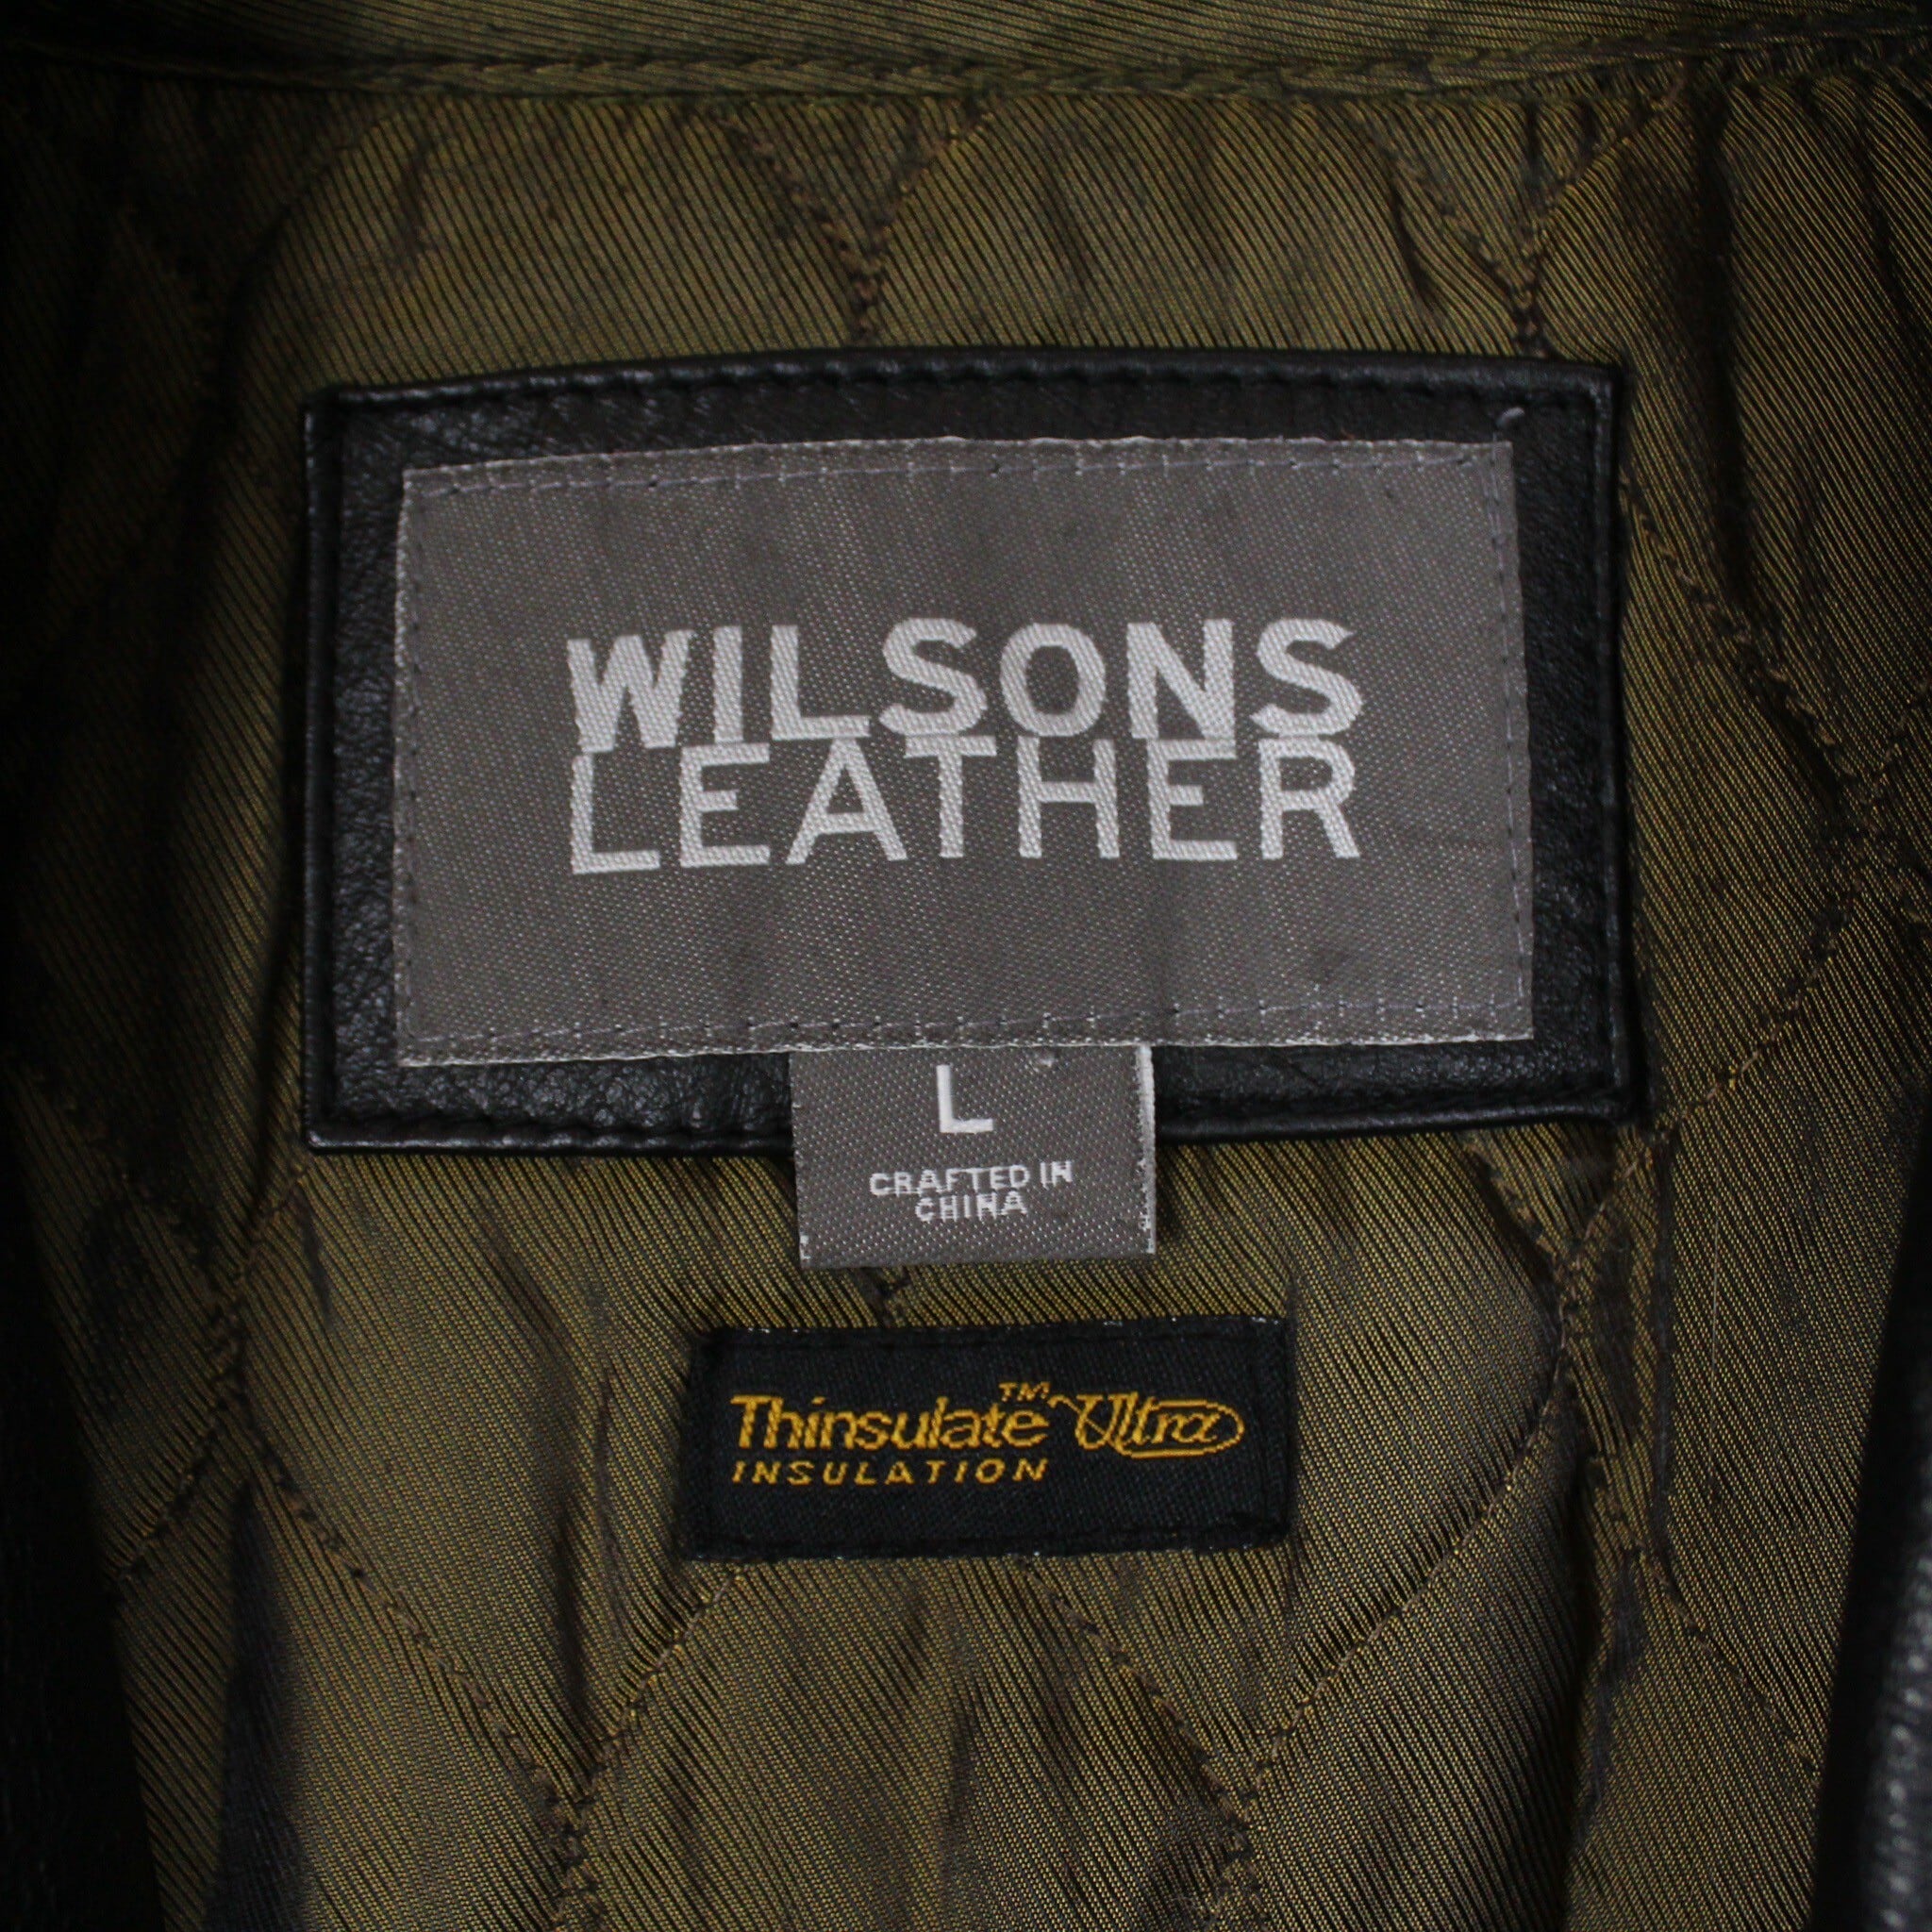 WILSONS
LEATHER
L
CRAFTED IN
CHINA
Thinsulate™ Ultra
INSULATION